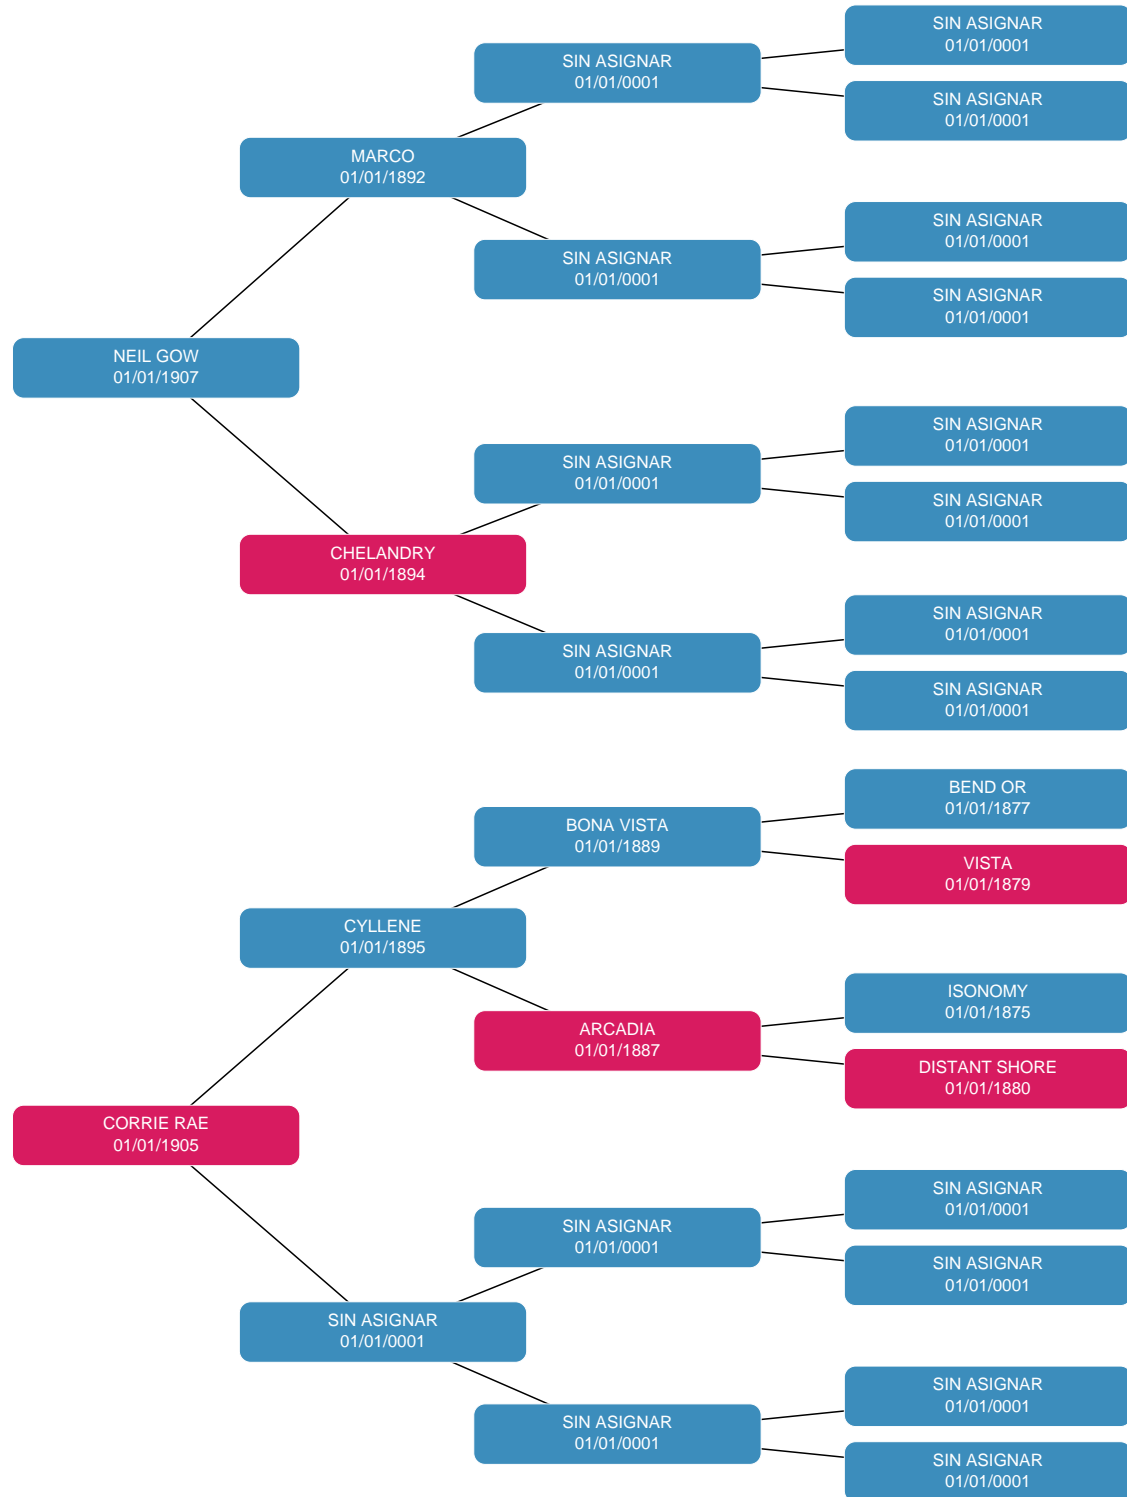 SIN ASIGNAR
01/01/0001
SIN ASIGNAR
01/01/0001
SIN ASIGNAR
01/01/0001
MARCO
01/01/1892
SIN ASIGNAR
01/01/0001
SIN ASIGNAR
01/01/0001
SIN ASIGNAR
01/01/0001
NEIL GOW
01/01/1907
SIN ASIGNAR
01/01/0001
SIN ASIGNAR
01/01/0001
SIN ASIGNAR
01/01/0001
CHELANDRY
01/01/1894
SIN ASIGNAR
01/01/0001
SIN ASIGNAR
01/01/0001
SIN ASIGNAR
01/01/0001
BEND OR
01/01/1877
BONA VISTA
01/01/1889
VISTA
01/01/1879
CYLLENE
01/01/1895
ISONOMY
01/01/1875
ARCADIA
01/01/1887
DISTANT SHORE
01/01/1880
CORRIE RAE
01/01/1905
SIN ASIGNAR
01/01/0001
SIN ASIGNAR
01/01/0001
SIN ASIGNAR
01/01/0001
SIN ASIGNAR
01/01/0001
SIN ASIGNAR
01/01/0001
SIN ASIGNAR
01/01/0001
SIN ASIGNAR
01/01/0001